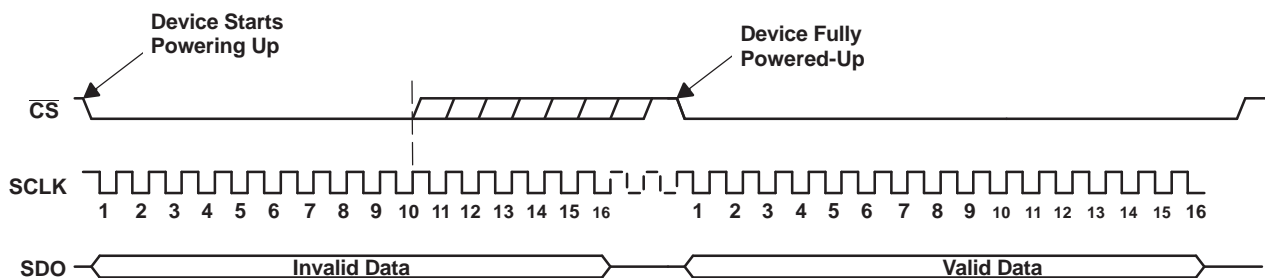 Device Starts
Powering Up
Device Fully
Powered-Up
CS
SCLK
1 2 3 4 5 6 7 8 9 10 11 12 13 14 15 16 1 2 3 4 5 6 7 8 9 10 11 12 13 14 15 16
SDO Invalid Data Valid Data